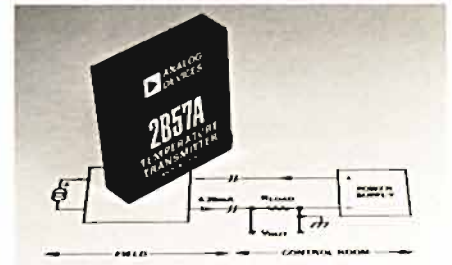 ANALOG
DEVICES
2B57A
TEMPERATURE
TRANSMITTER
4-20mA
RLOAD
VOUT
POWER
SUPPLY
FIELD
CONTROL ROOM